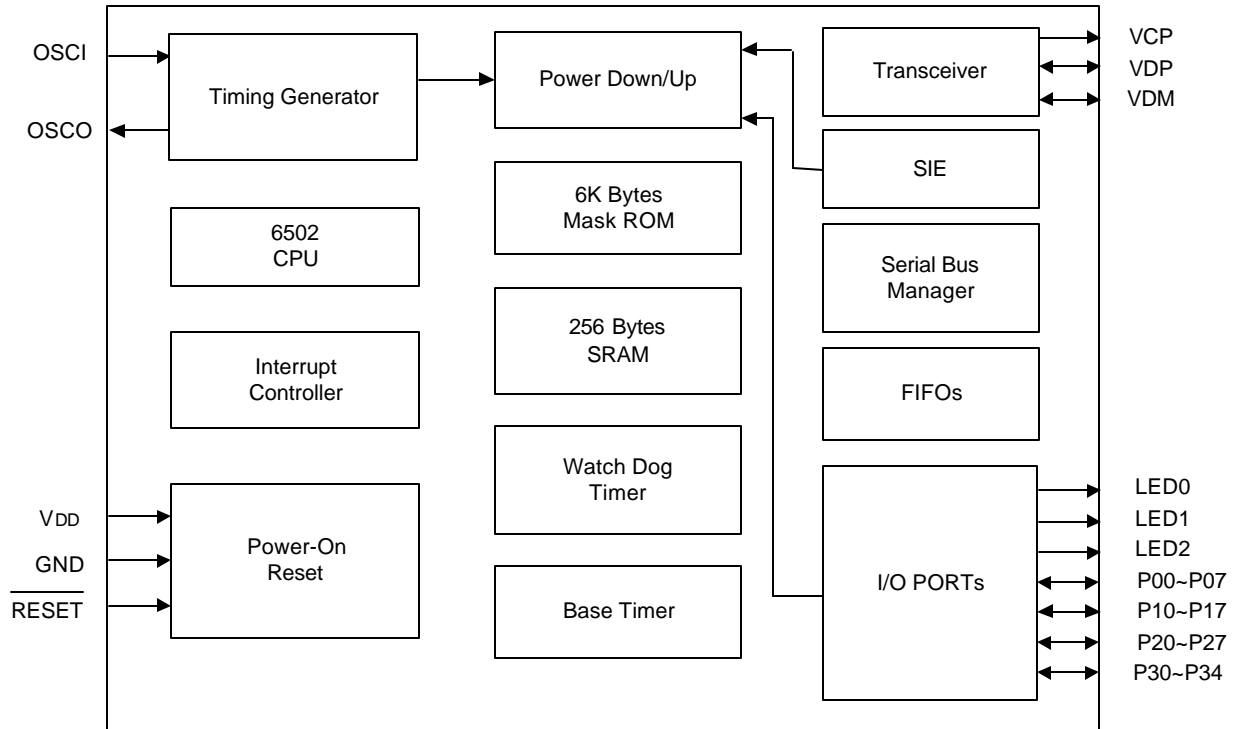 OSCI
OSCO
Timing Generator
6502
CPU
Interrupt
Controller
VDD
GND
RESET
Power-On
Reset
Power Down/Up
6K Bytes
Mask ROM
256 Bytes
SRAM
Watch Dog
Timer
Base Timer
Transceiver
SIE
Serial Bus
Manager
FIFOs
I/O PORTs
VCP
VDP
VDM
LED0
LED1
LED2
P00~P07
P10~P17
P20~P27
P30~P34